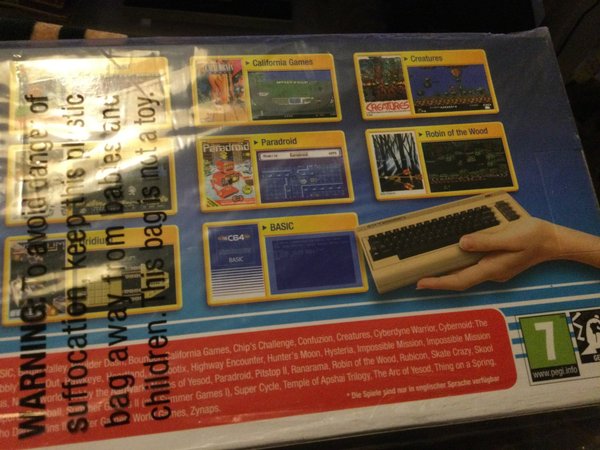 WARNING: To avoid danger of
suffocation, keep this plastic
bag away from babies and
children. This bag is not a toy.
California Games
Creatures
CREATURES
Paradroid
Paradroid
Robin of the Wood
BASIC
C64
BASIC
California Games, Chip's Challenge, Confuzion, Creatures, Cyberdyne Warrior, Cybernoid: The
Highway Encounter, Hunter's Moon, Hysteria, Impossible Mission, Impossible Mission
of Yesod, Paradroid, Pitstop II, Ranarama, Robin of the Wood, Rubicon, Skate Crazy, Skool
Super Cycle, Temple of Apshai Trilogy, The Arc of Yesod, Thing on a Spring,
Games, Zynaps.
* Die Spiele sind nur in englischer Sprache verfügbar
7
www.pegi.info